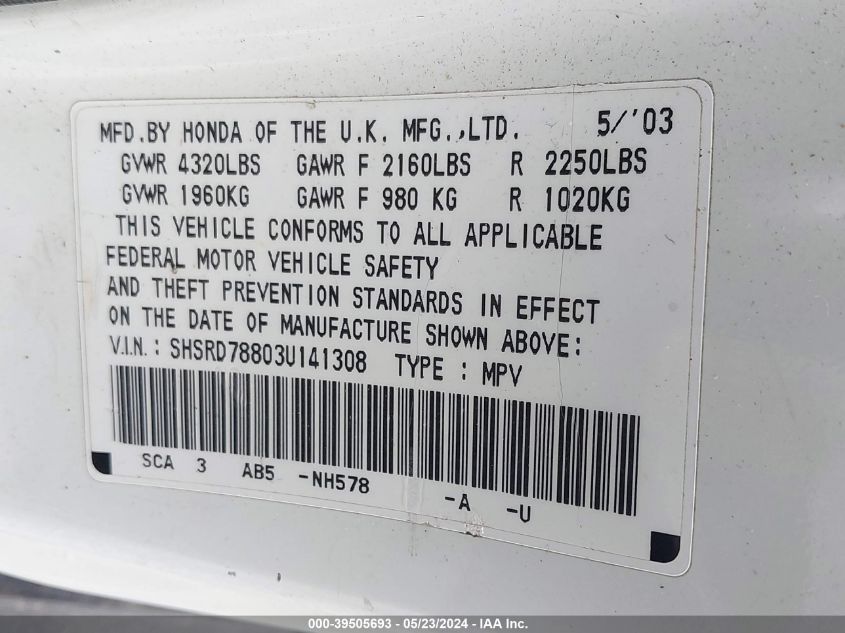 MFD.BY HONDA OF THE U.K. MFG.,LTD. 5/'03
GVWR 4320LBS GAWR F 2160LBS R 2250LBS
GVWR 1960KG GAWR F 980 KG R 1020KG
THIS VEHICLE CONFORMS TO ALL APPLICABLE
FEDERAL MOTOR VEHICLE SAFETY
AND THEFT PREVENTION STANDARDS IN EFFECT
ON THE DATE OF MANUFACTURE SHOWN ABOVE:
V.I.N.: SHSRD78803U141308 TYPE : MPV
SCA 3 AB5 -NH578 -A -U
000-39505693 - 05/23/2024 - IAA Inc.